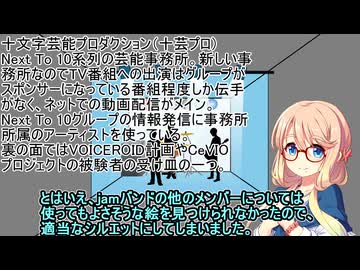 十文字芸能プロダクション（十芸プロ）
Next To 10系列の芸能事務所。新しい事
務所なのでTV番組への出演はグループが
スポンサーになっている番組程度しか伝手
がなく、ネットでの動画配信がメイン。
Next To 10グループの情報発信に事務所
所属のアーティストを使っている。
裏の面ではVOICEROID計画やCeVIO
プロジェクトの被験者の受け皿の一つ。
とはいえ、jamバンドの他のメンバーについては
使ってもよさそうな絵を見つけられなかったので、
適当なシルエットにしてしまいました。